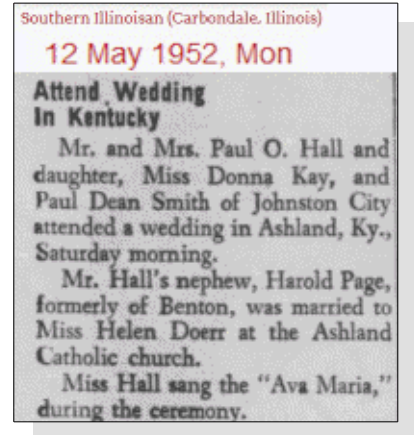 Southern Illinoisan (Carbondale, Illinois)
12 May 1952, Mon
Attend Wedding
In Kentucky
Mr. and Mrs. Paul O. Hall and
daughter, Miss Donna Kay, and
Paul Dean Smith of Johnston City
attended a wedding in Ashland, Ky.,
Saturday morning.
Mr. Hall's nephew, Harold Page,
formerly of Benton, was married to
Miss Helen Doerr at the Ashland
Catholic church.
Miss Hall sang the "Ava Maria,"
during the ceremony.